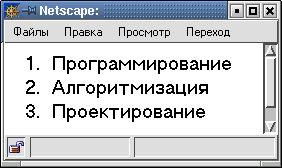 Netscape:
Файлы Правка Просмотр Переход
1. Программирование
2. Алгоритмизация
3. Проектирование